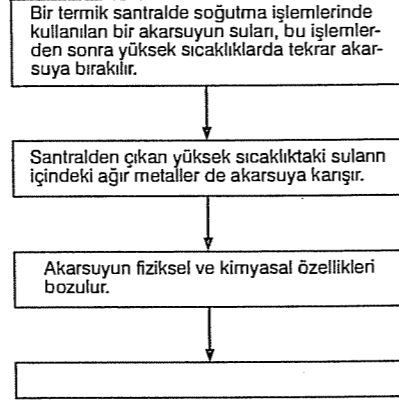 Bir termik santralde soğutma işlemlerinde
kullanılan bir akarsuyun suları, bu işlemler-
den sonra yüksek sıcaklıklarda tekrar akar-
suya bırakılır.
Santralden çıkan yüksek sıcaklıktaki suların
içindeki ağır metaller de akarsuya karışır.
Akarsuyun fiziksel ve kimyasal özellikleri
bozulur.